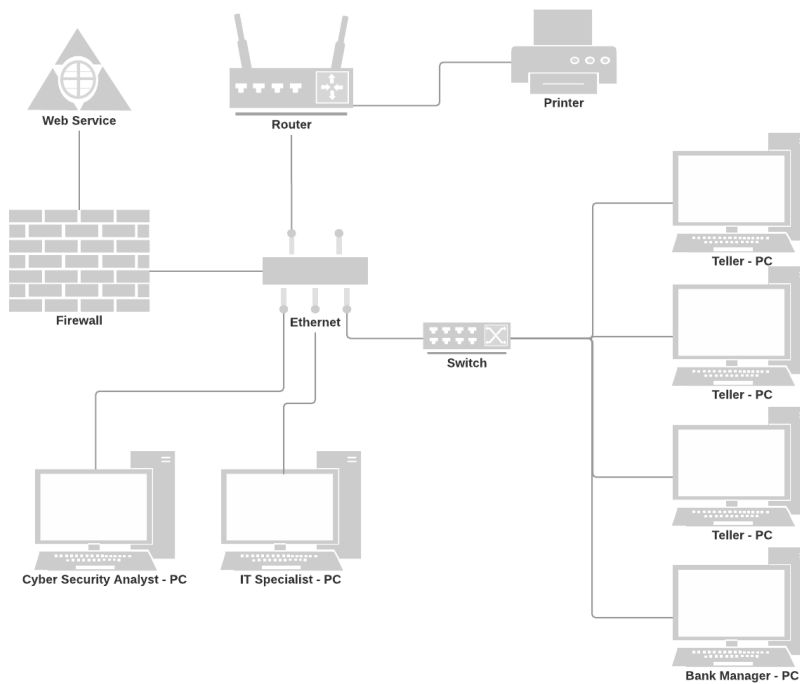 Web Service
Router
Printer
Teller - PC
Firewall
Ethernet
Switch
Teller - PC
Teller - PC
Cyber Security Analyst - PC
IT Specialist - PC
Bank Manager - PC